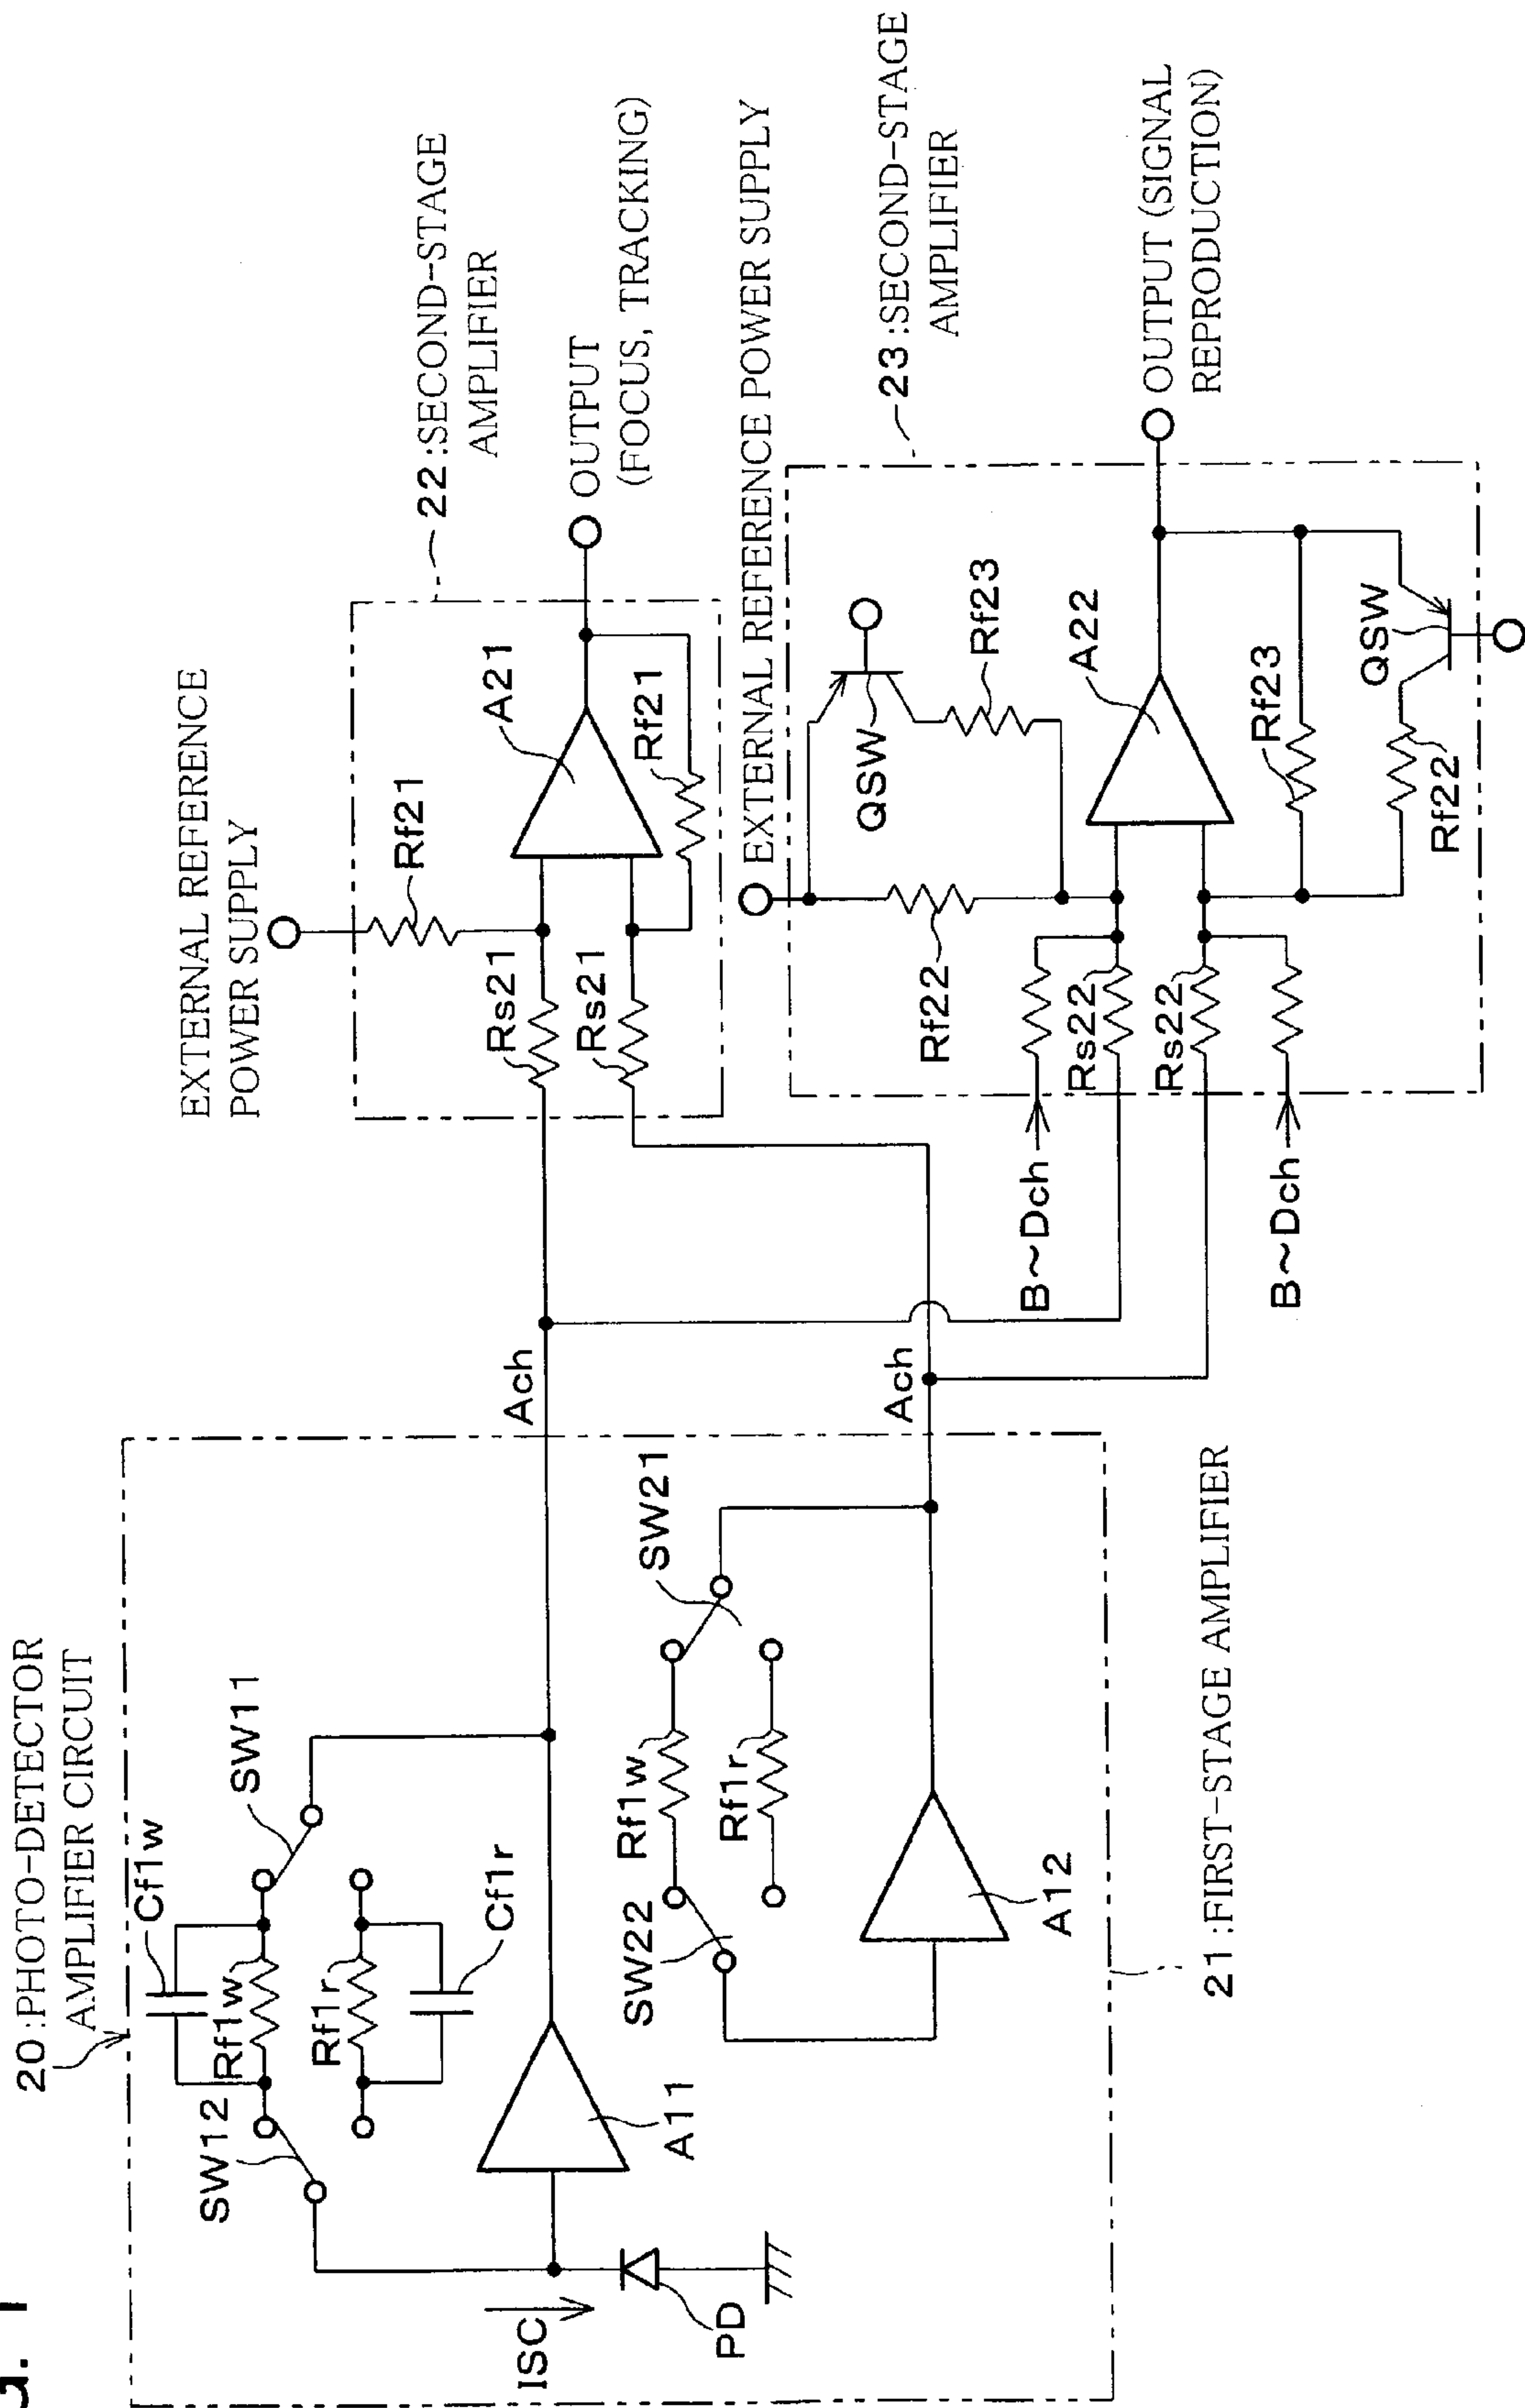 20:PHOTO-DETECTOR
AMPLIFIER CIRCUIT
Cf1w
SW12
Rf1w
SW11
Rf1r
Cf1r
ISC
PD
A11
SW22
Rf1w
Rf1r
SW21
A12
21:FIRST-STAGE AMPLIFIER
Ach
Ach
EXTERNAL REFERENCE
POWER SUPPLY
Rf21
Rs21
Rs21
A21
Rf21
22:SECOND-STAGE
AMPLIFIER
OUTPUT
(FOCUS, TRACKING)
EXTERNAL REFERENCE POWER SUPPLY
QSW
Rf23
Rf22
B~Dch
Rs22
Rs22
B~Dch
A22
Rf23
Rf22
QSW
23:SECOND-STAGE
AMPLIFIER
OUTPUT (SIGNAL
REPRODUCTION)